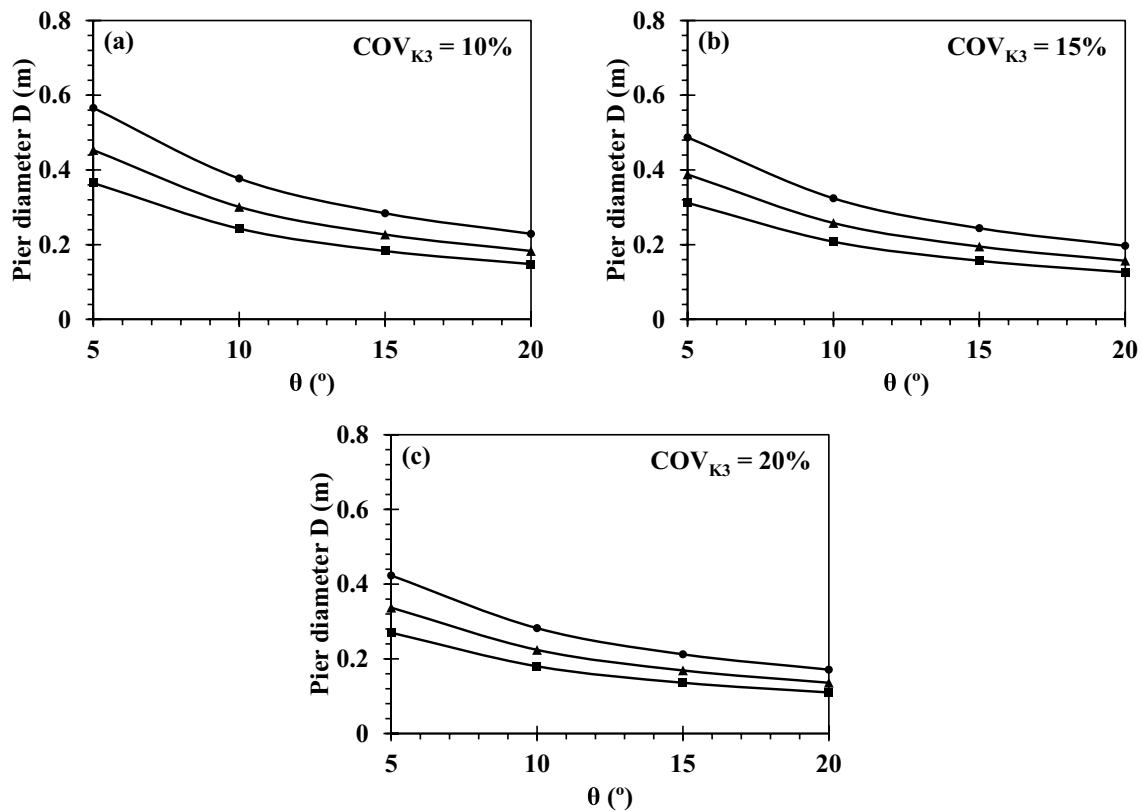 (a)
COV_K3 = 10%
Pier diameter D (m)
0.8
0.6
0.4
0.2
0
5 10 15 20
θ (º)
(b)
COV_K3 = 15%
Pier diameter D (m)
0.8
0.6
0.4
0.2
0
5 10 15 20
θ (º)
(c)
COV_K3 = 20%
Pier diameter D (m)
0.8
0.6
0.4
0.2
0
5 10 15 20
θ (º)